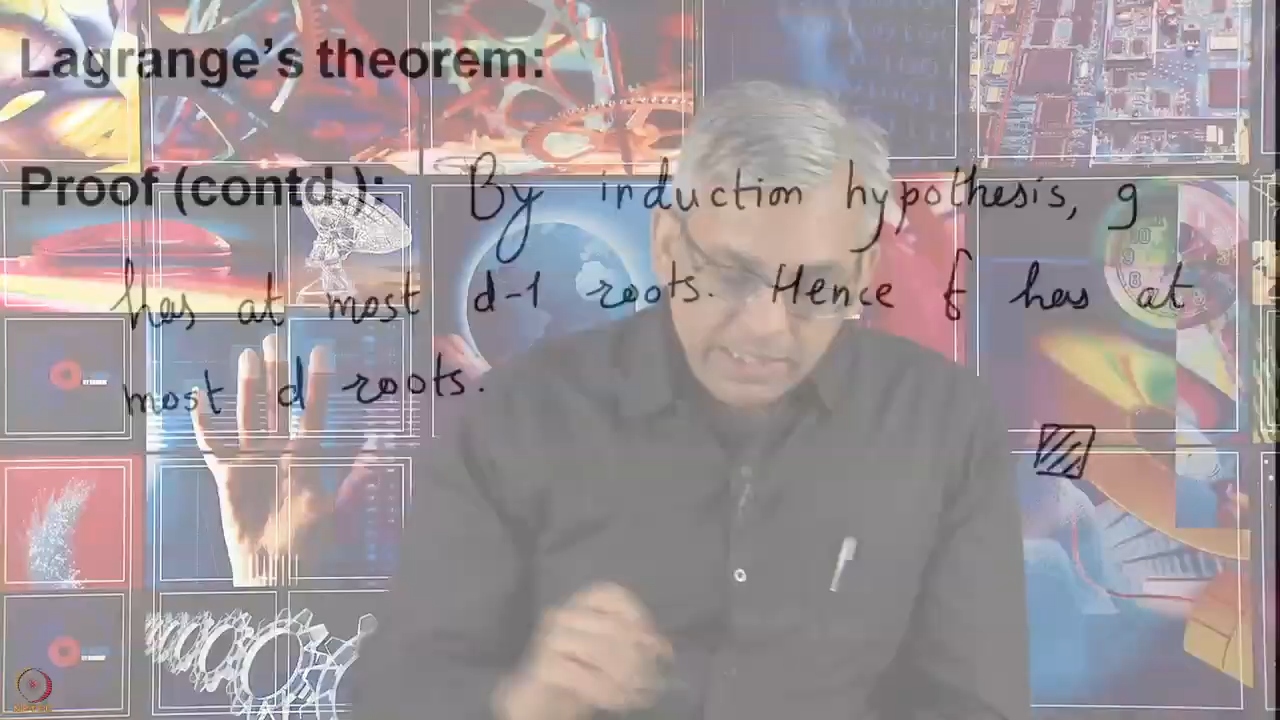 Lagrange's theorem:
Proof (contd.): By induction hypothesis, g
has at most d-1 roots. Hence f has at
most d roots.